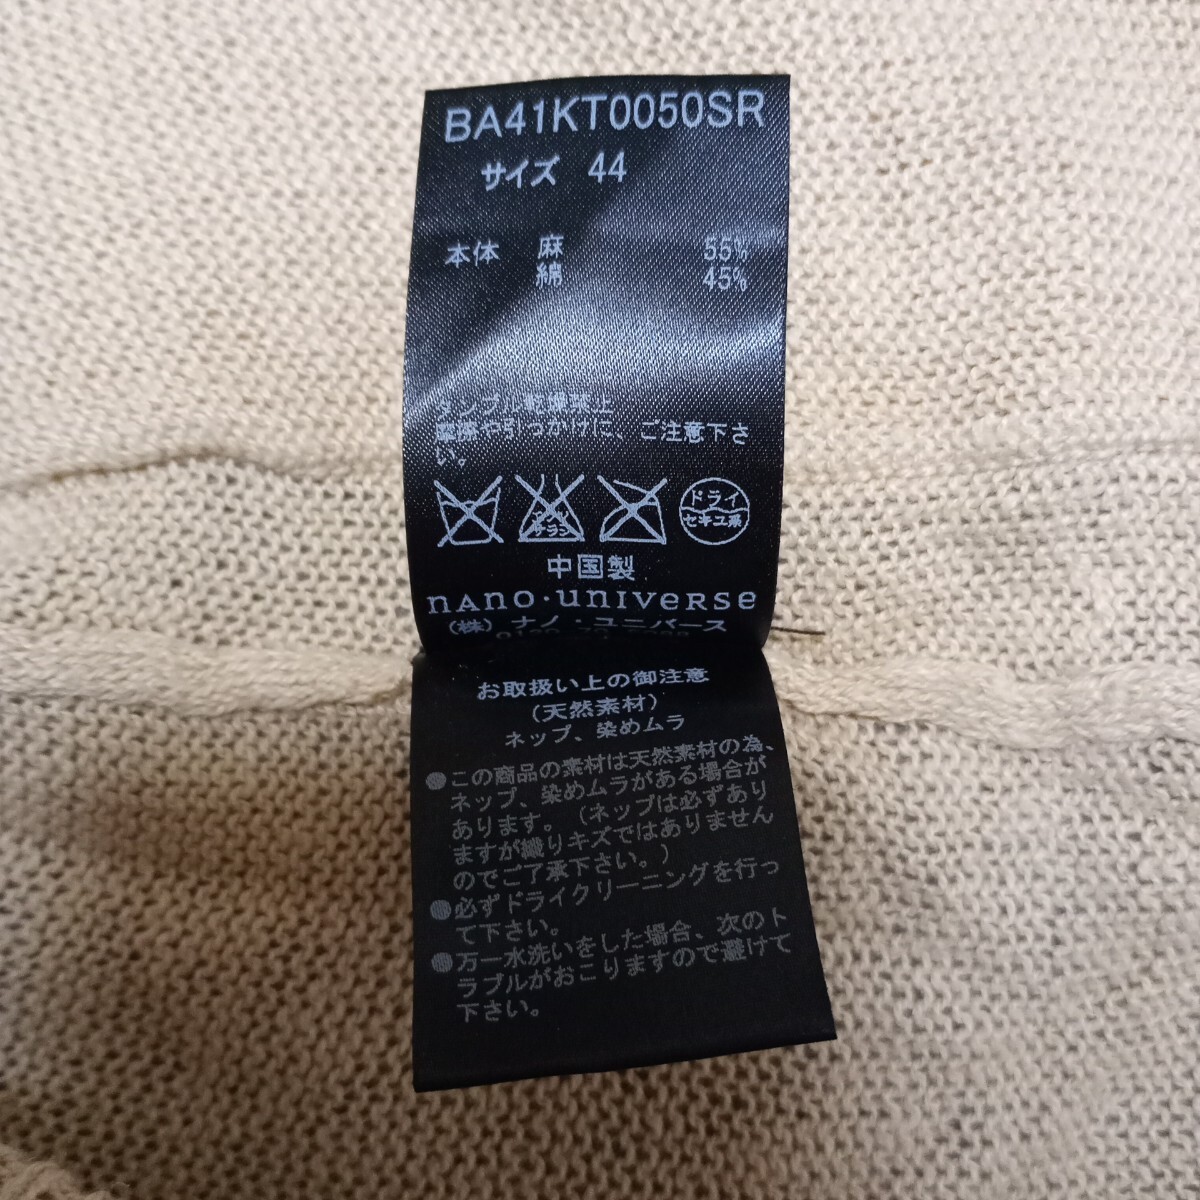 BA41KT0050SR
サイズ 44
本体 麻 55%
綿 45%
タンブル乾燥禁止
摩擦や引っかけに、ご注意下さ
い。
エンソ
サラシ
ドライ
セキユ系
中国製
nano・universe
(株) ナノ・ユニバース
お取扱い上の御注意
(天然素材)
ネップ、染めムラ
●この商品の素材は天然素材の為、
ネップ、染めムラがある場合が
あります。(ネップは必ずあり
ますが織りキズではありません
のでご了承下さい。)
●必ずドライクリーニングを行っ
て下さい。
●万一水洗いをした場合、次のト
ラブルがおこりますので避けて
下さい。